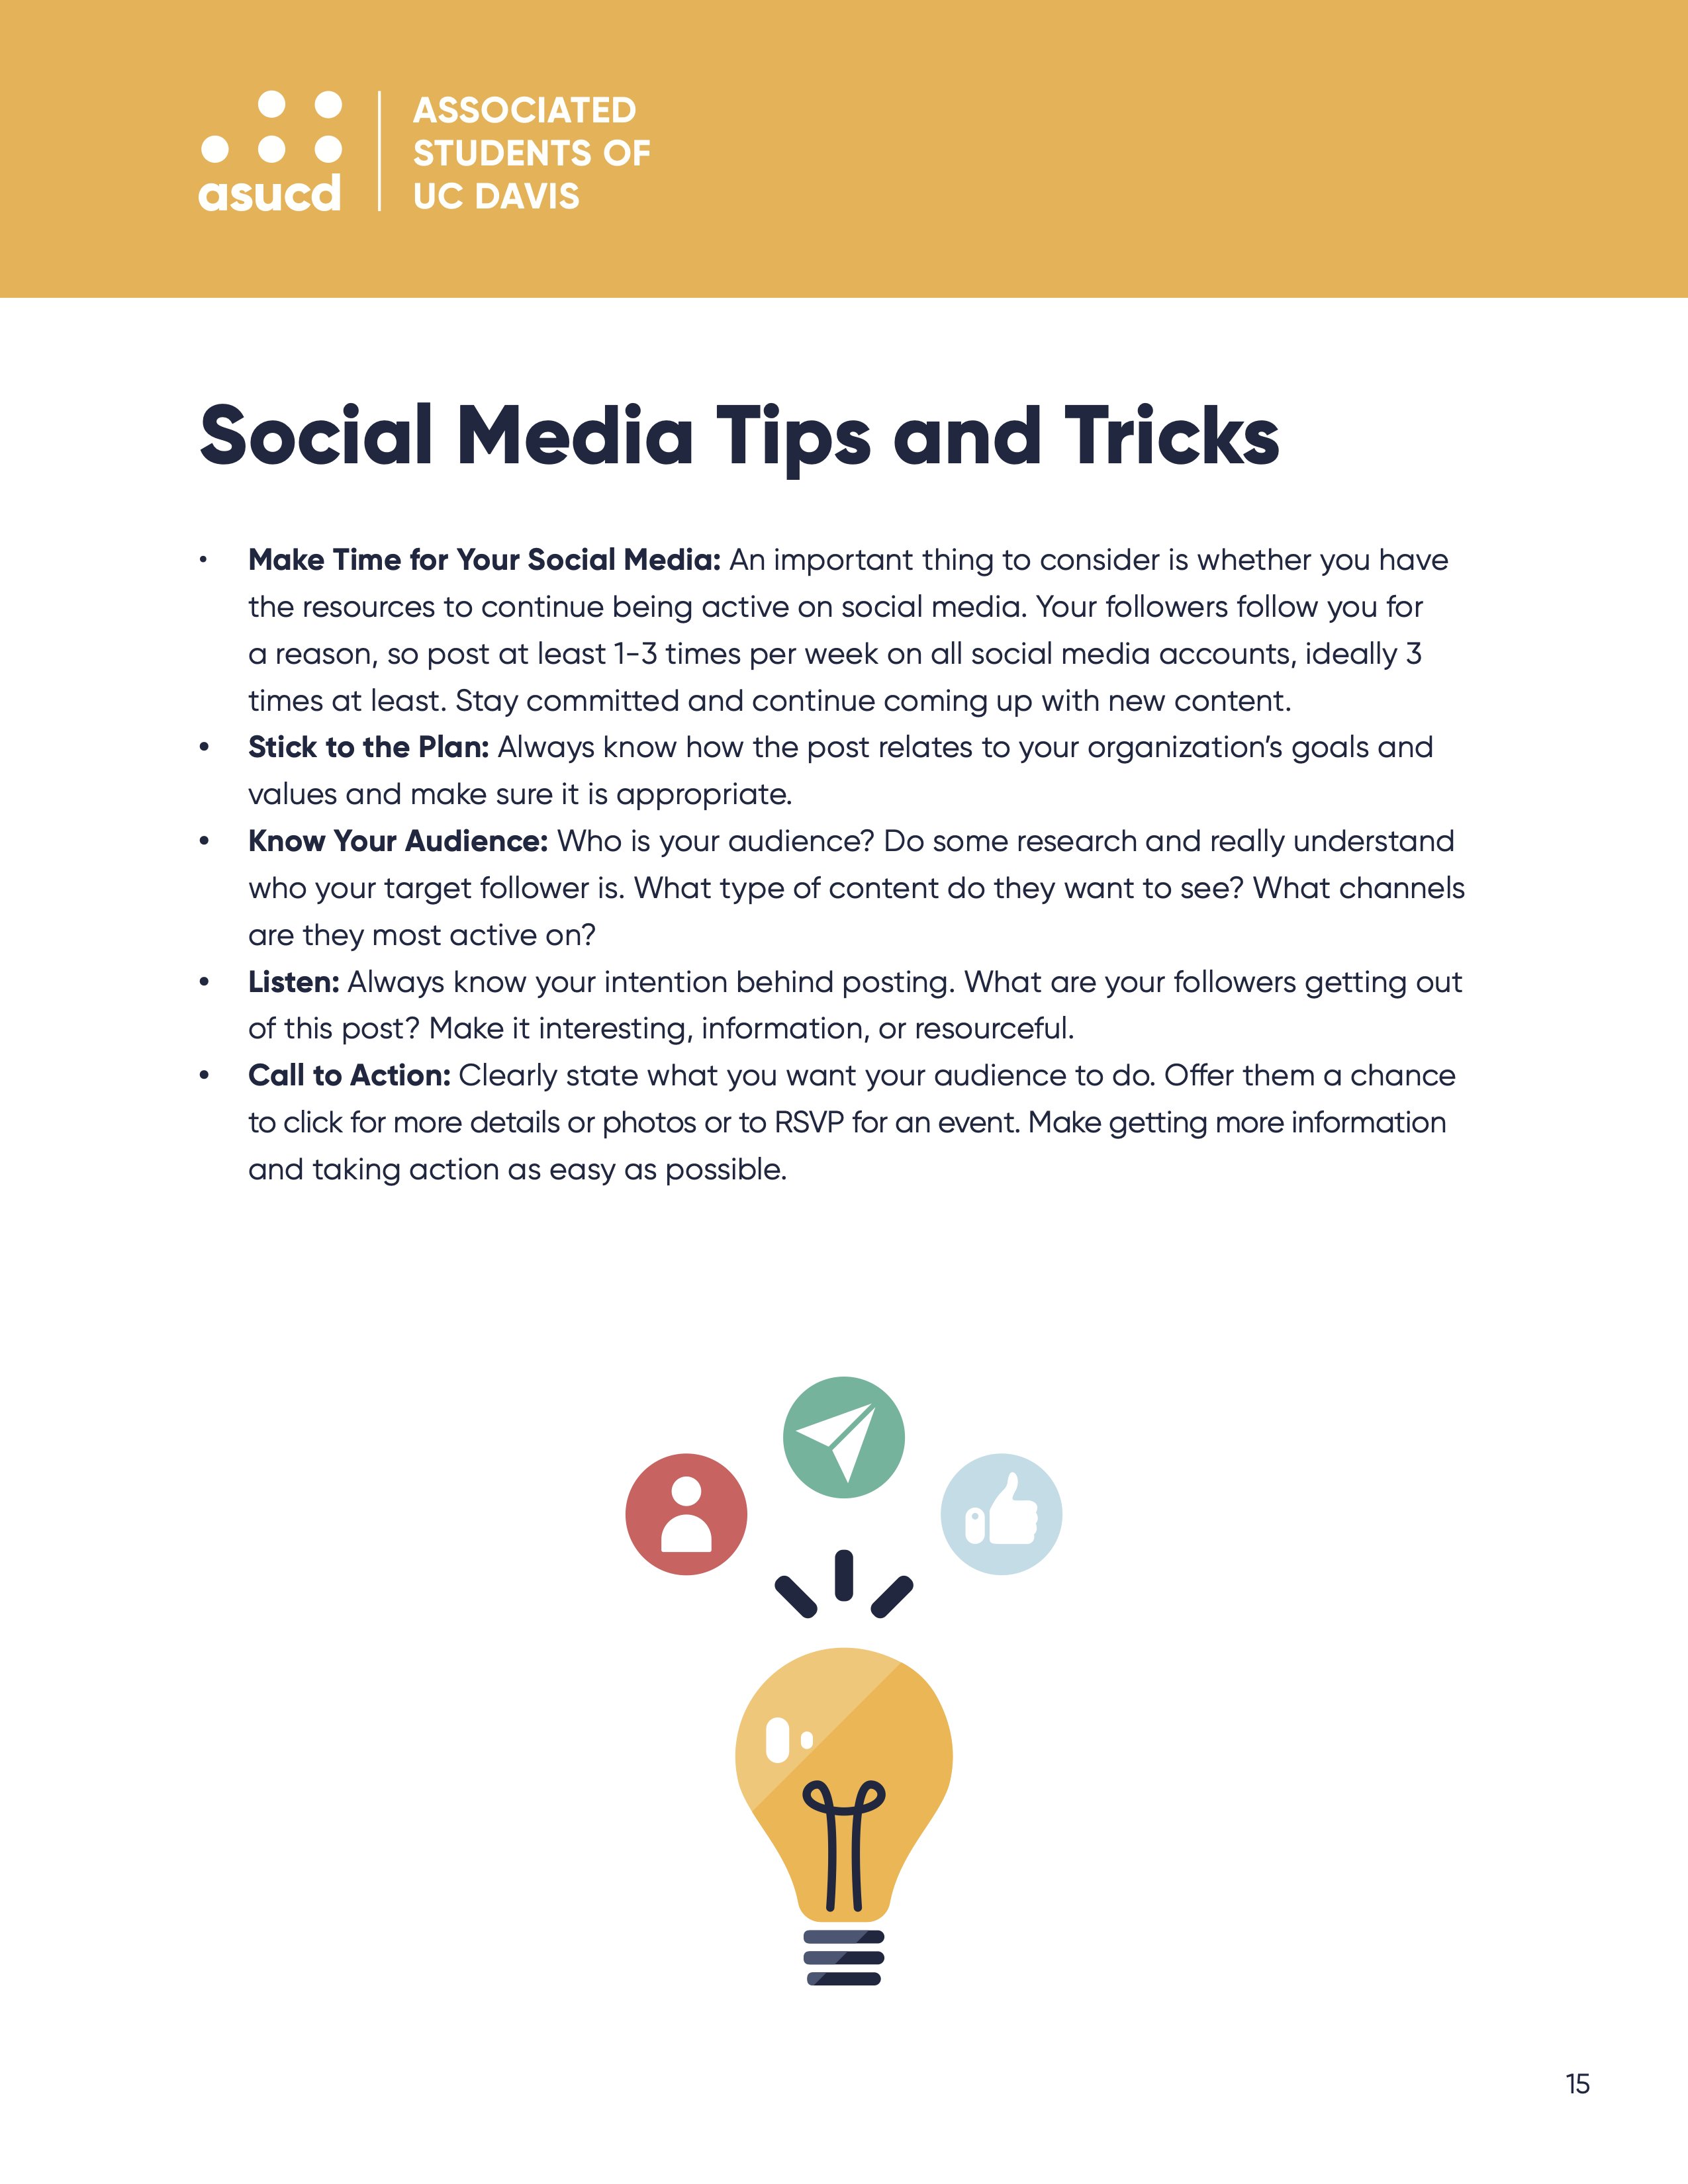 asucd
ASSOCIATED
STUDENTS OF
UC DAVIS
Social Media Tips and Tricks
• Make Time for Your Social Media: An important thing to consider is whether you have
the resources to continue being active on social media. Your followers follow you for
a reason, so post at least 1-3 times per week on all social media accounts, ideally 3
times at least. Stay committed and continue coming up with new content.
• Stick to the Plan: Always know how the post relates to your organization’s goals and
values and make sure it is appropriate.
• Know Your Audience: Who is your audience? Do some research and really understand
who your target follower is. What type of content do they want to see? What channels
are they most active on?
• Listen: Always know your intention behind posting. What are your followers getting out
of this post? Make it interesting, information, or resourceful.
• Call to Action: Clearly state what you want your audience to do. Offer them a chance
to click for more details or photos or to RSVP for an event. Make getting more information
and taking action as easy as possible.
15